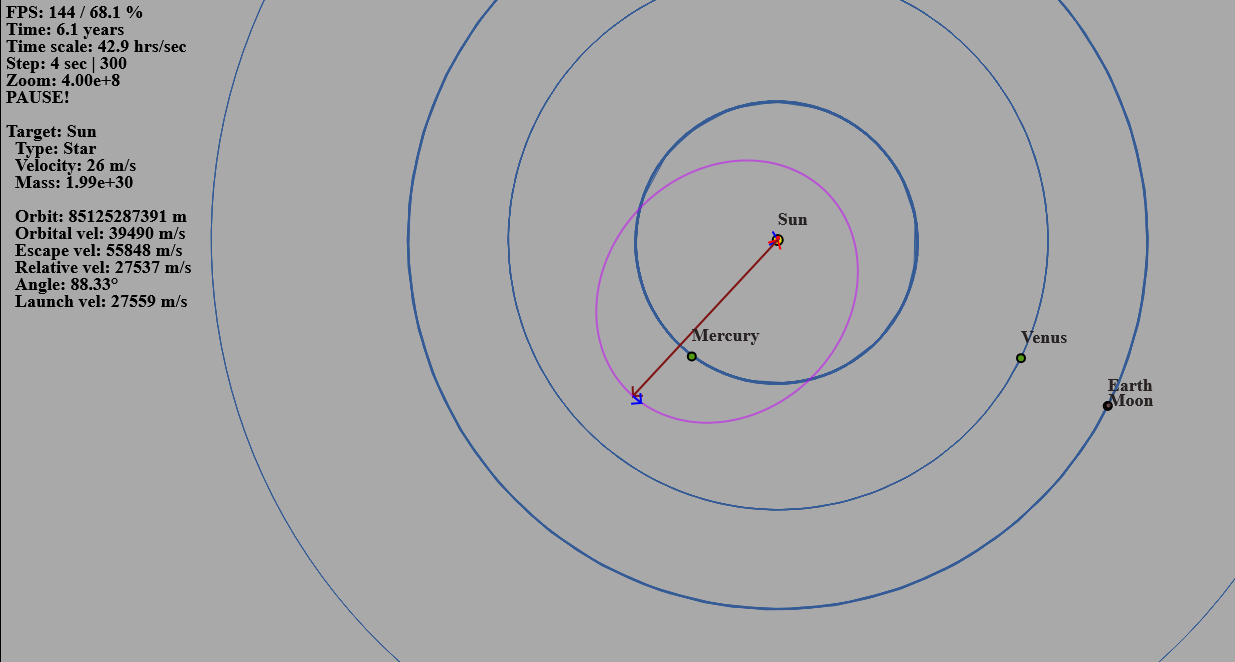 FPS: 144 / 68.1 %
Time: 6.1 years
Time scale: 42.9 hrs/sec
Step: 4 sec | 300
Zoom: 4.00e+8
PAUSE!
Target: Sun
Type: Star
Velocity: 26 m/s
Mass: 1.99e+30
Orbit: 85125287391 m
Orbital vel: 39490 m/s
Escape vel: 55848 m/s
Relative vel: 27537 m/s
Angle: 88.33°
Launch vel: 27559 m/s
Sun
Mercury
Venus
Earth
Moon